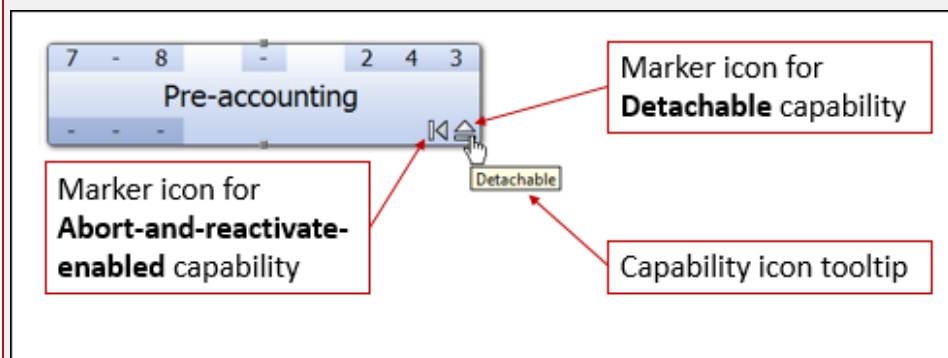 7 - 8 - 2 4 3
Pre-accounting
- - -
Detachable
Marker icon for
Detachable capability
Marker icon for
Abort-and-reactivate-
enabled capability
Capability icon tooltip